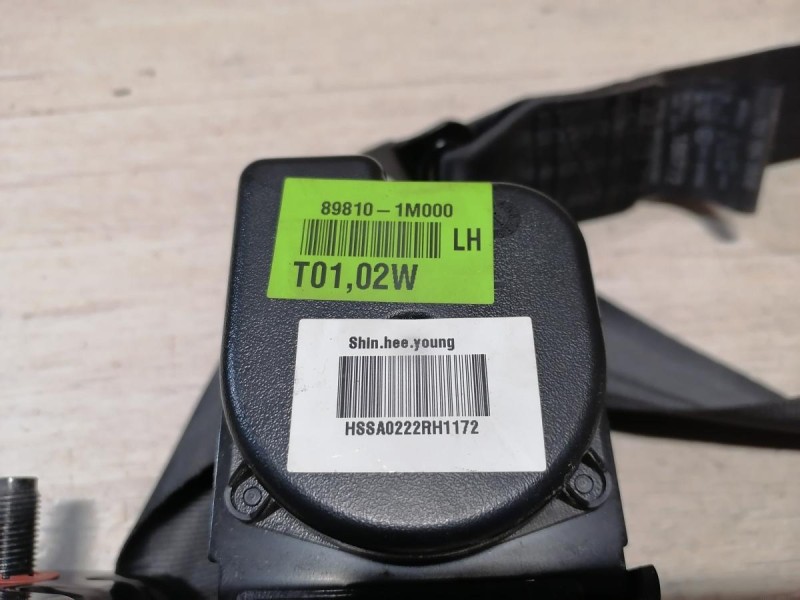 89810-1M000
LH
T01,02W
Shin.hee.young
HSSA0222RH1172